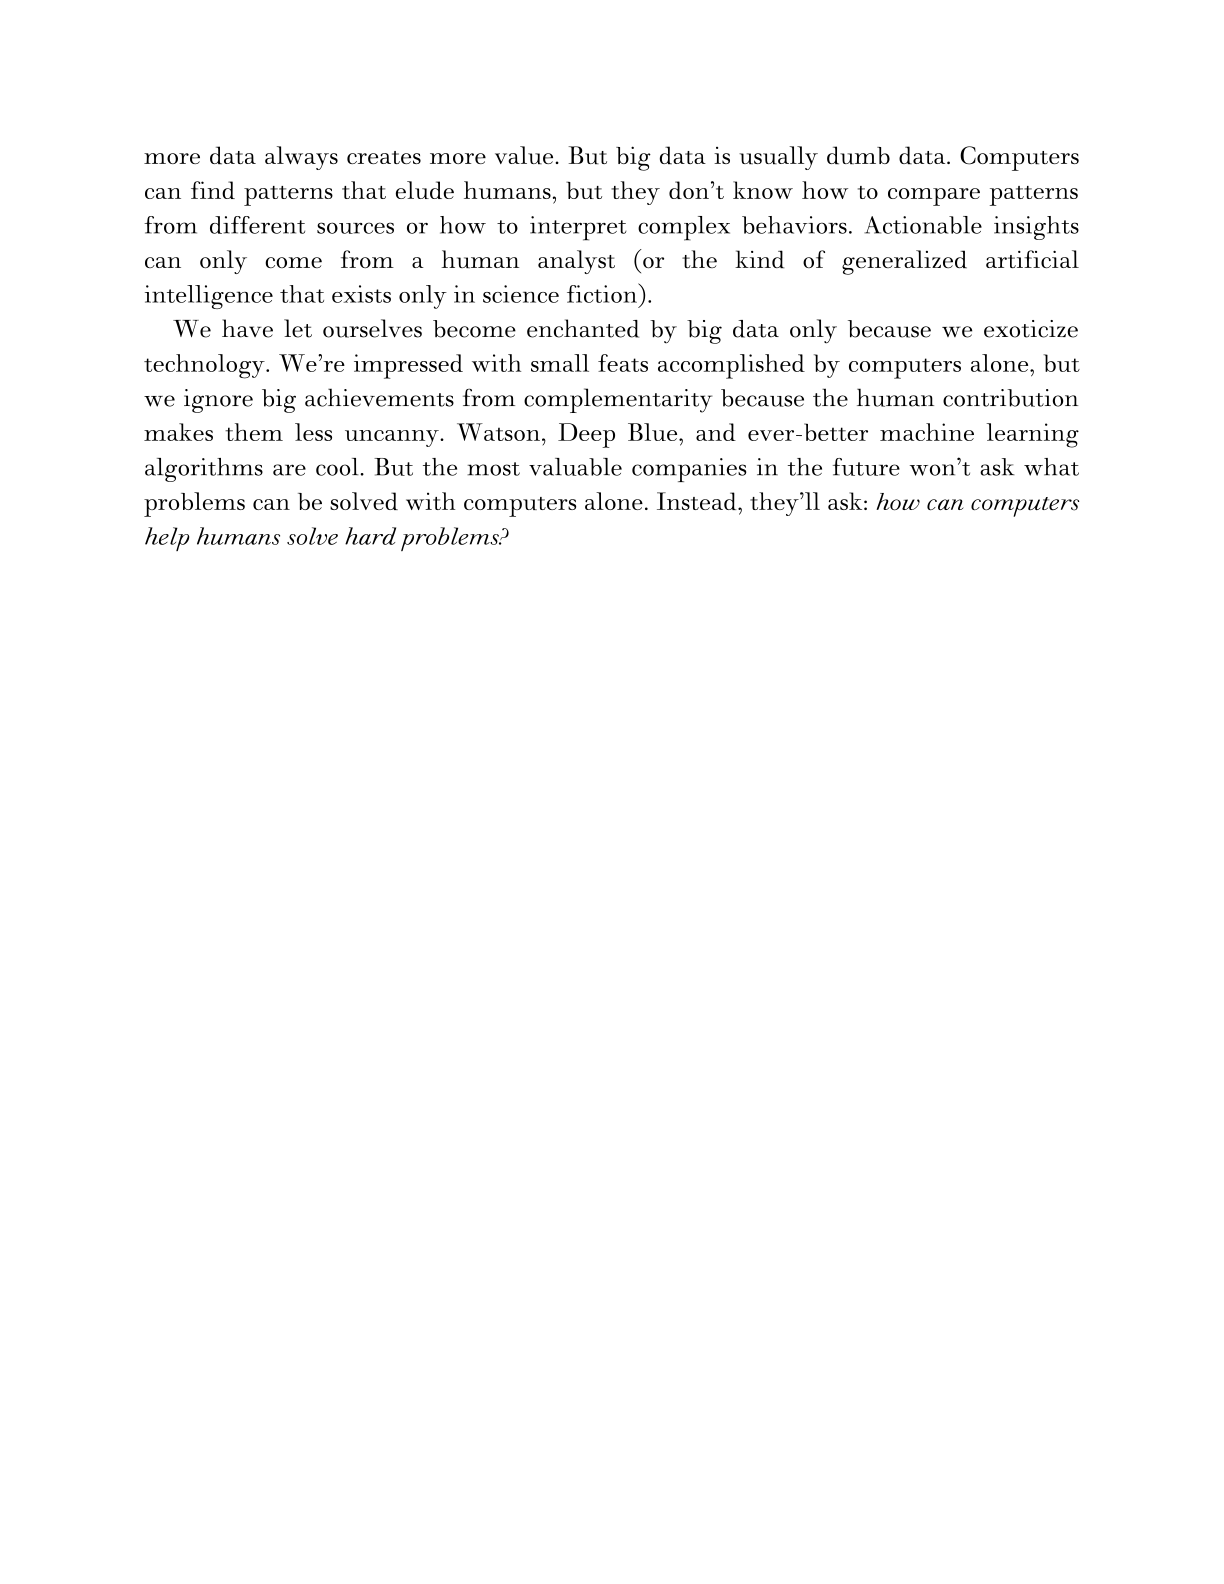 more data always creates more value. But big data is usually dumb data. Computers
can find patterns that elude humans, but they don’t know how to compare patterns
from different sources or how to interpret complex behaviors. Actionable insights
can only come from a human analyst (or the kind of generalized artificial
intelligence that exists only in science fiction).
We have let ourselves become enchanted by big data only because we exoticize
technology. We’re impressed with small feats accomplished by computers alone, but
we ignore big achievements from complementarity because the human contribution
makes them less uncanny. Watson, Deep Blue, and ever-better machine learning
algorithms are cool. But the most valuable companies in the future won’t ask what
problems can be solved with computers alone. Instead, they’ll ask: how can computers
help humans solve hard problems?